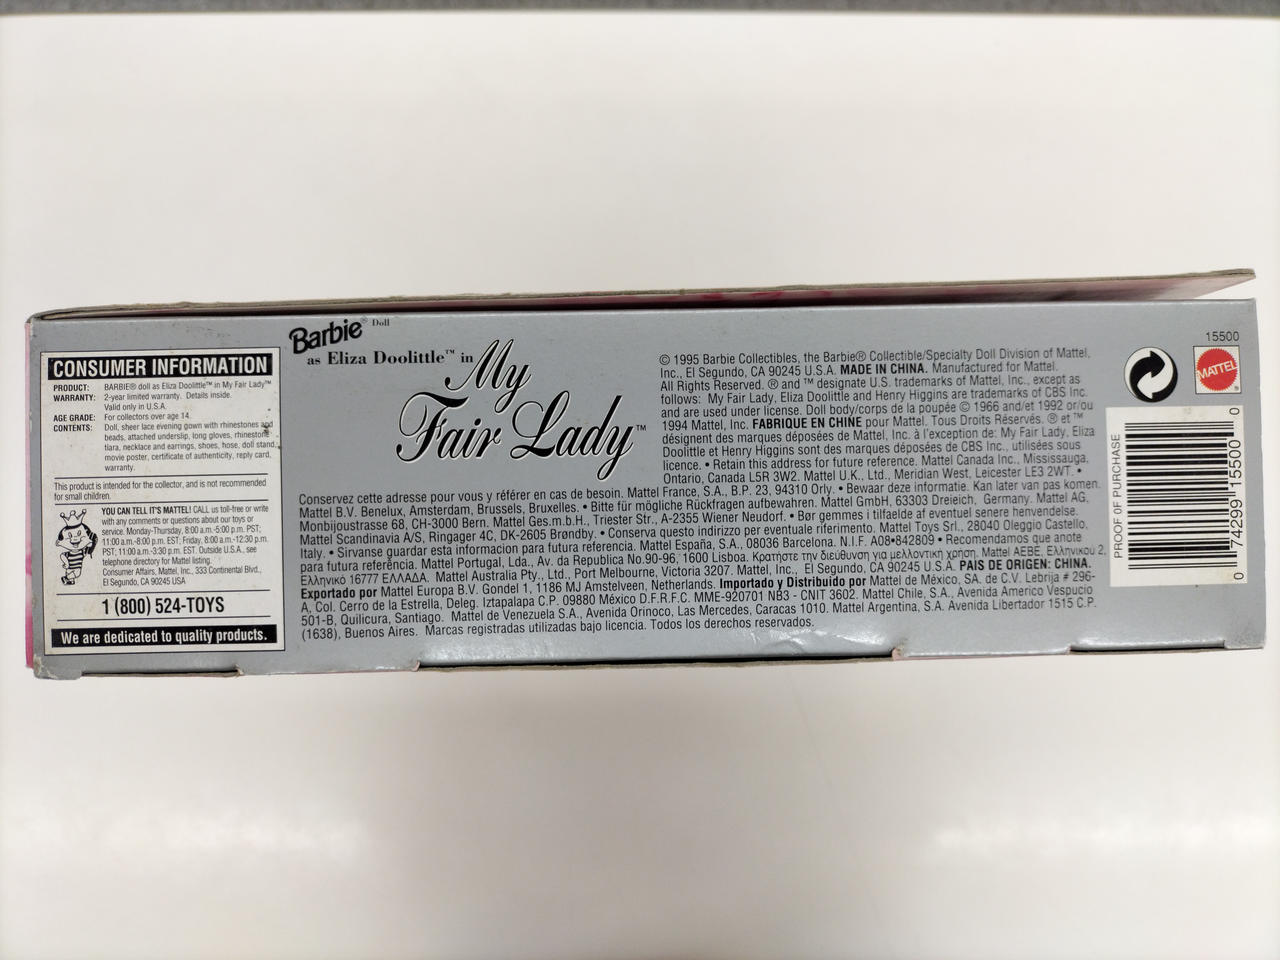 CONSUMER INFORMATION
PRODUCT: BARBIE® doll as Eliza Doolittle™ in My Fair Lady™
WARRANTY: 2-year limited warranty. Details inside.
Valid only in U.S.A.
AGE GRADE: For collectors over age 14.
CONTENTS: Doll, sheer lace evening gown with rhinestones and
beads, attached underslip, long gloves, rhinestone
tiara, necklace and earrings, shoes, hose, doll stand,
movie poster, certificate of authenticity, reply card,
warranty.
This product is intended for the collector, and is not recommended
for small children.
YOU CAN TELL IT'S MATTEL! CALL us toll-free or write
with any comments or questions about our toys or
service. Monday-Thursday, 8:00 a.m.-5:00 p.m. PST;
11:00 a.m.-8:00 p.m. EST; Friday, 8:00 a.m.-12:30 p.m.
PST; 11:00 a.m.-3:30 p.m. EST. Outside U.S.A., see
telephone directory for Mattel listing.
Consumer Affairs, Mattel, Inc., 333 Continental Blvd.,
El Segundo, CA 90245 USA
1 (800) 524-TOYS
We are dedicated to quality products.
Barbie® Doll
as Eliza Doolittle™ in
My
Fair Lady™
© 1995 Barbie Collectibles, the Barbie® Collectible/Specialty Doll Division of Mattel,
Inc., El Segundo, CA 90245 U.S.A. MADE IN CHINA. Manufactured for Mattel.
All Rights Reserved. ® and ™ designate U.S. trademarks of Mattel, Inc., except as
follows: My Fair Lady, Eliza Doolittle and Henry Higgins are trademarks of CBS Inc.
and are used under license. Doll body/corps de la poupée © 1966 and/et 1992 or/ou
1994 Mattel, Inc. FABRIQUE EN CHINE pour Mattel. Tous Droits Réservés. ® et ™
désignent des marques déposées de Mattel, Inc. à l'exception de: My Fair Lady, Eliza
Doolittle et Henry Higgins sont des marques déposées de CBS Inc., utilisées sous
licence. • Retain this address for future reference. Mattel Canada Inc., Mississauga,
Ontario, Canada L5R 3W2. Mattel U.K., Ltd., Meridian West, Leicester LE3 2WT. •
Conservez cette adresse pour vous y référer en cas de besoin. Mattel France, S.A., B.P. 23, 94310 Orly. • Bewaar deze informatie. Kan later van pas komen.
Mattel B.V. Benelux, Amsterdam, Brussels, Bruxelles. • Bitte für mögliche Rückfragen aufbewahren. Mattel GmbH, 63303 Dreieich, Germany. Mattel AG,
Monbijoustrasse 68, CH-3000 Bern. Mattel Ges.m.b.H., Triester Str., A-2355 Wiener Neudorf. • Bør gemmes i tilfaelde af eventuel senere henvendelse.
Mattel Scandinavia A/S, Ringager 4C, DK-2605 Brøndby. • Conserva questo indirizzo per eventuale riferimento. Mattel Toys Srl., 28040 Oleggio Castello,
Italy. • Sirvanse guardar esta informacion para futura referencia. Mattel España, S.A., 08036 Barcelona. N.I.F. A08•842809 • Recomendamos que anote
para futura referência. Mattel Portugal, Lda., Av. da Republica No.90-96, 1600 Lisboa. Κρατηστε την διεύθυνση για μελλοντική χρήση. Mattel AEBE, Ελληνικού 2,
Ελληνικό 16777 ΕΛΛΑΔΑ. Mattel Australia Pty., Ltd., Port Melbourne, Victoria 3207. Mattel, Inc., El Segundo, CA 90245 U.S.A. PAIS DE ORIGEN: CHINA.
Exportado por Mattel Europa B.V. Gondel 1, 1186 MJ Amstelveen, Netherlands. Importado y Distribuido por Mattel de México, SA. de C.V. Lebrija # 296-
A, Col. Cerro de la Estrella, Deleg. Iztapalapa C.P. 09880 México D.F.R.F.C. MME-920701 NB3 - CNIT 3602. Mattel Chile, S.A., Avenida Americo Vespucio
501-B, Quilicura, Santiago. Mattel de Venezuela S.A., Avenida Orinoco, Las Mercedes, Caracas 1010. Mattel Argentina, S.A. Avenida Libertador 1515 C.P.
(1638), Buenos Aires. Marcas registradas utilizadas bajo licencia. Todos los derechos reservados.
15500
MATTEL ®
PROOF OF PURCHASE
0 74299 15500 0